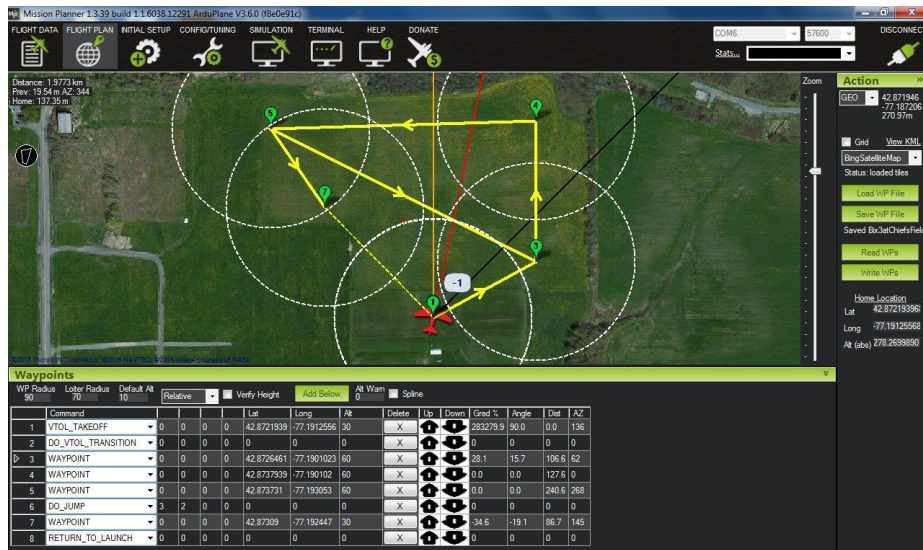 Mission Planner 1.3.39 build 1.1.6038.12291 ArduPlane V3.6.0 (f8e0e91c)
FLIGHT DATA FLIGHT PLAN INITIAL SETUP CONFIG/TUNING SIMULATION TERMINAL HELP DONATE COM6 57600 DISCONNEC
Stats...
Distance: 1.9773 km
Prev: 19.54 m AZ: 344
Home: 137.35 m
Zoom
Action
GEO 42.871946
-77.187206
270.97m
Grid View KML
BingSatelliteMap
Status: loaded tiles
Load WP File
Save WP File
Saved Bix3atChiefsField
Read WPs
Write WPs
Home Location
Lat 42.87219396
Long -77.19125568
Alt (abs) 278.2699890
5
4
7
3
-1
1
Waypoints
WP Radius Loiter Radius Default Alt Alt Warn
90 70 10 Relative Verify Height Add Below 0 Spline
Command Lat Long Alt Delete Up Down Grad % Angle Dist AZ
1 VTOL_TAKEOFF 0 0 0 0 42.8721939 -77.1912556 30 X 283279.9 90.0 0.0 136
2 DO_VTOL_TRANSITION 0 0 0 0 0 0 0 X 0 0 0 0
3 WAYPOINT 0 0 0 0 42.8726461 -77.1901023 60 X 28.1 15.7 106.6 62
4 WAYPOINT 0 0 0 0 42.8737939 -77.190102 60 X 0.0 0.0 127.6 0
5 WAYPOINT 0 0 0 0 42.873731 -77.193053 60 X 0.0 0.0 240.6 268
6 DO_JUMP 3 2 0 0 0 0 0 X 0 0 0 0
7 WAYPOINT 0 0 0 0 42.87309 -77.192447 30 X -34.6 -19.1 86.7 145
8 RETURN_TO_LAUNCH 0 0 0 0 0 0 0 X 0 0 0 0